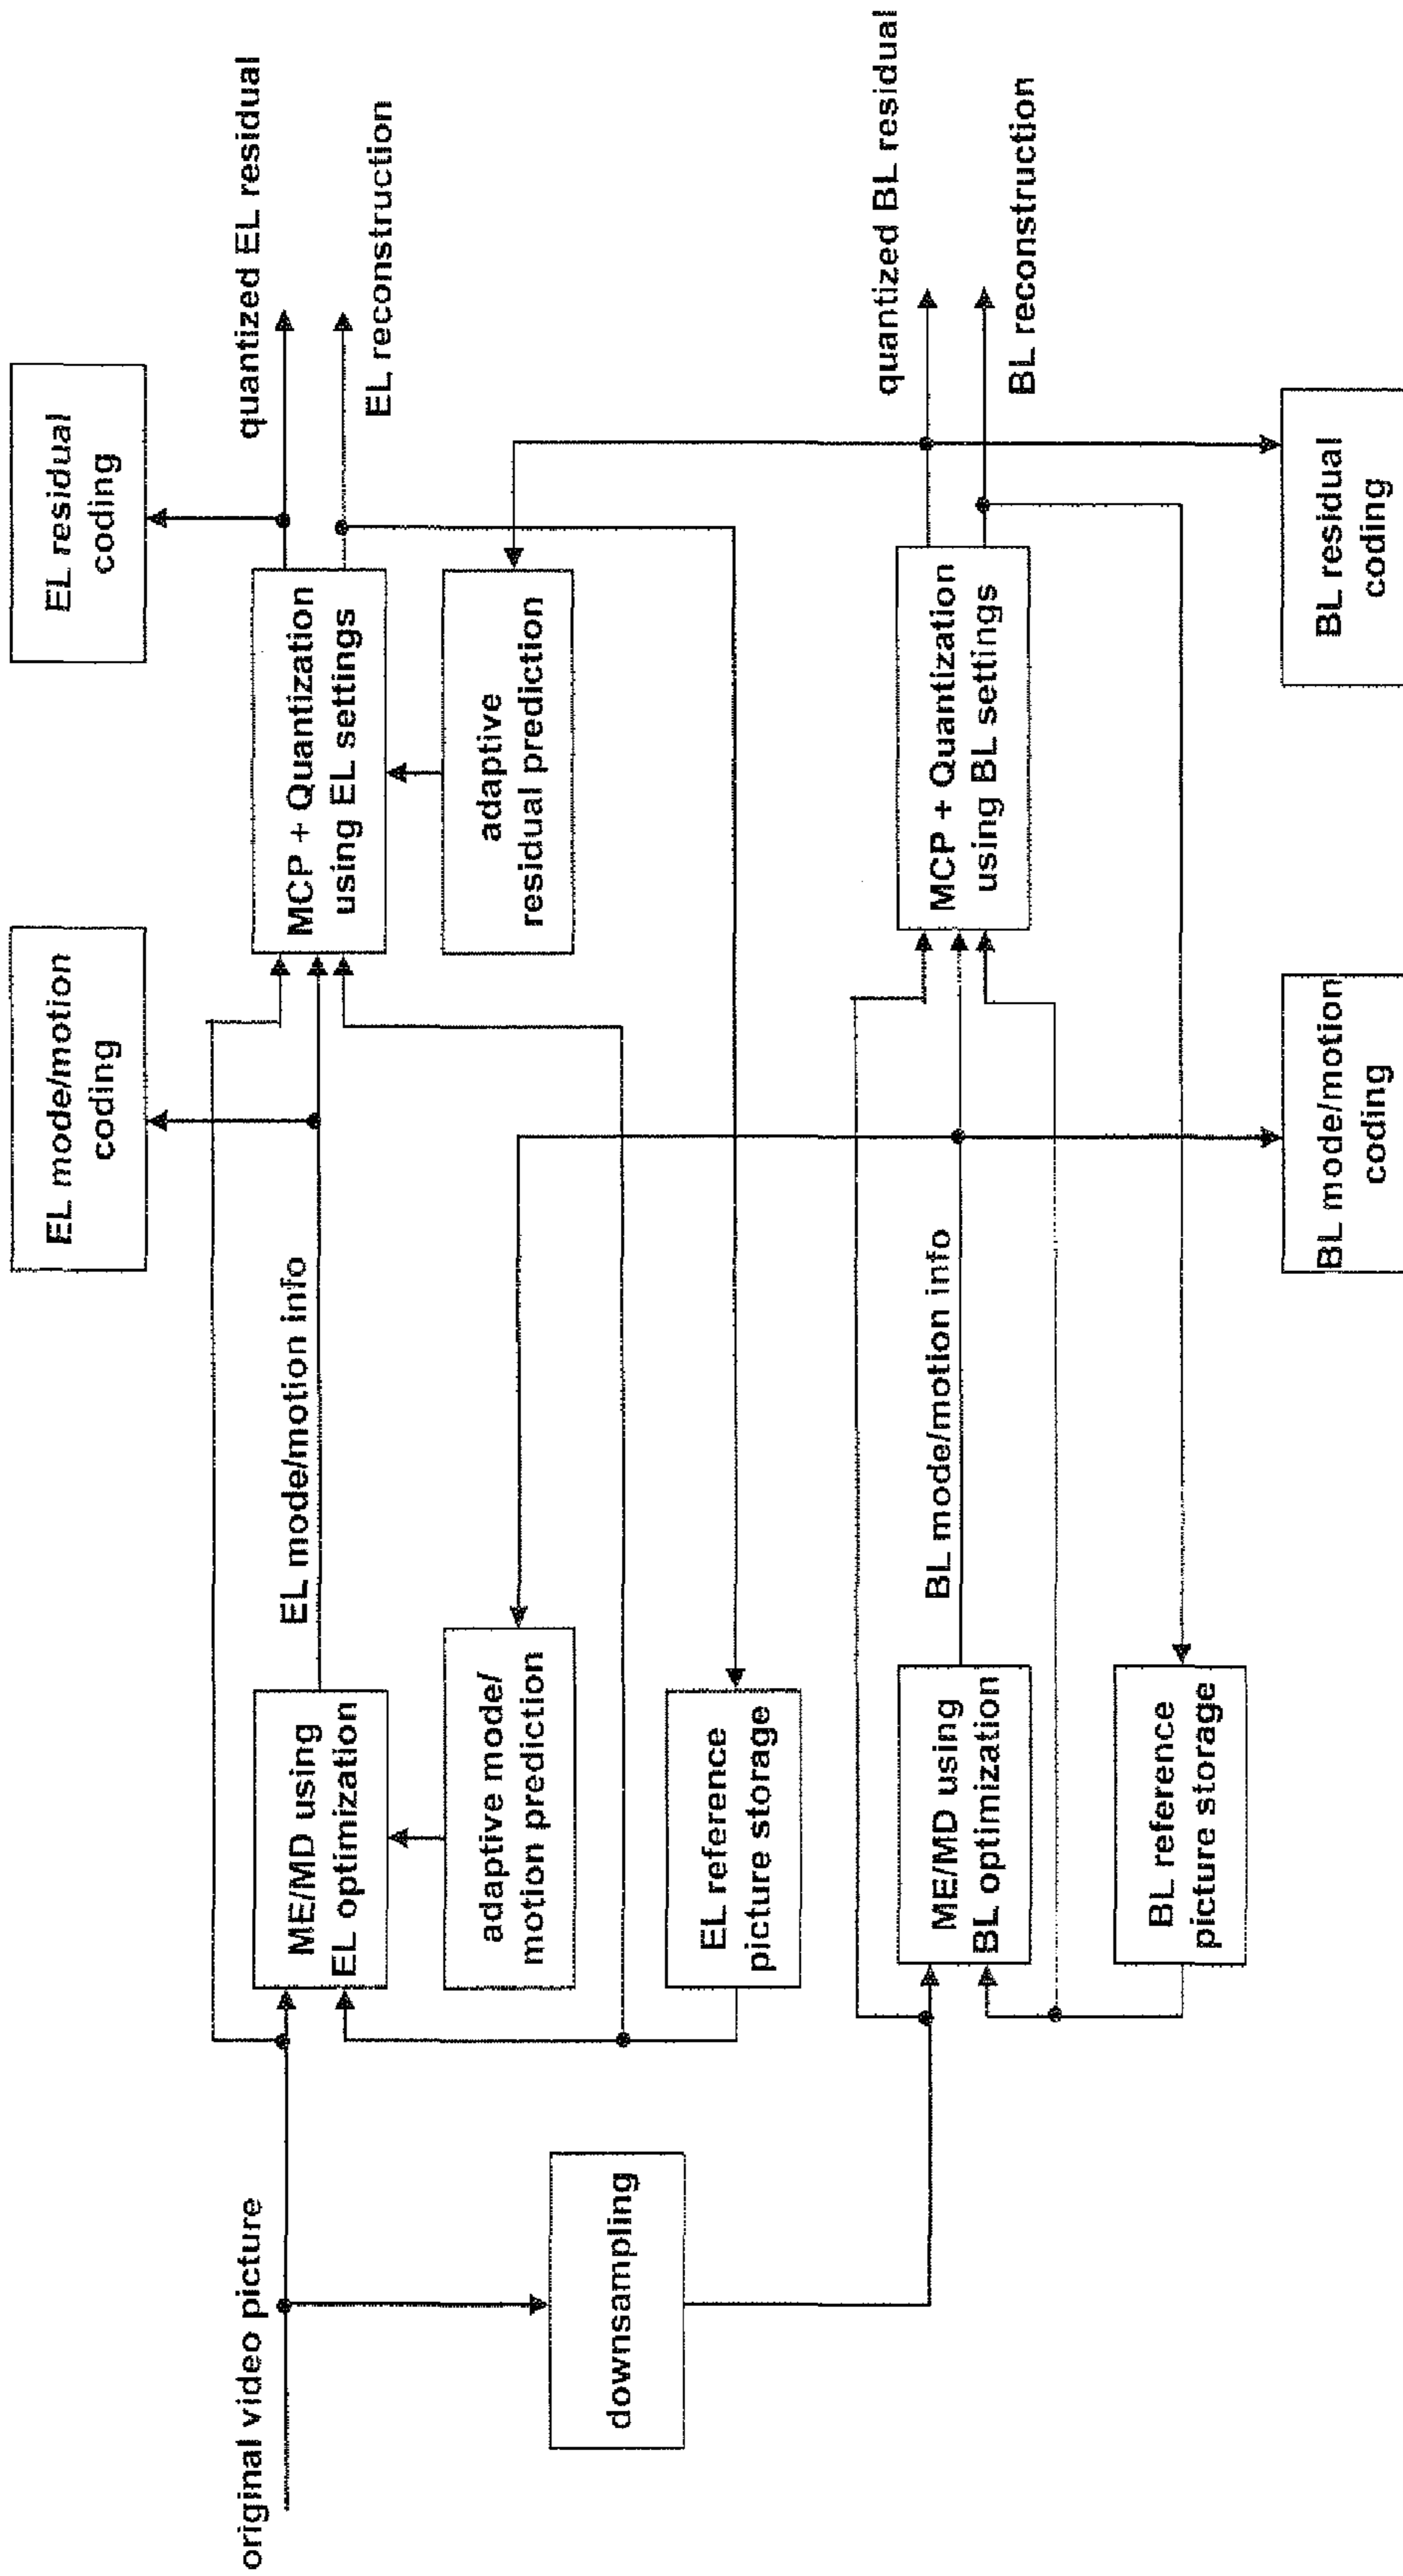 EL mode/motion
coding
EL residual
coding
original video picture
ME/MD using
EL optimization
EL mode/motion info
MCP + Quantization
using EL settings
quantized EL residual
EL reconstruction
adaptive mode/
motion prediction
adaptive
residual prediction
downsampling
EL reference
picture storage
ME/MD using
BL optimization
BL mode/motion info
MCP + Quantization
using BL settings
quantized BL residual
BL reconstruction
BL reference
picture storage
BL mode/motion
coding
BL residual
coding